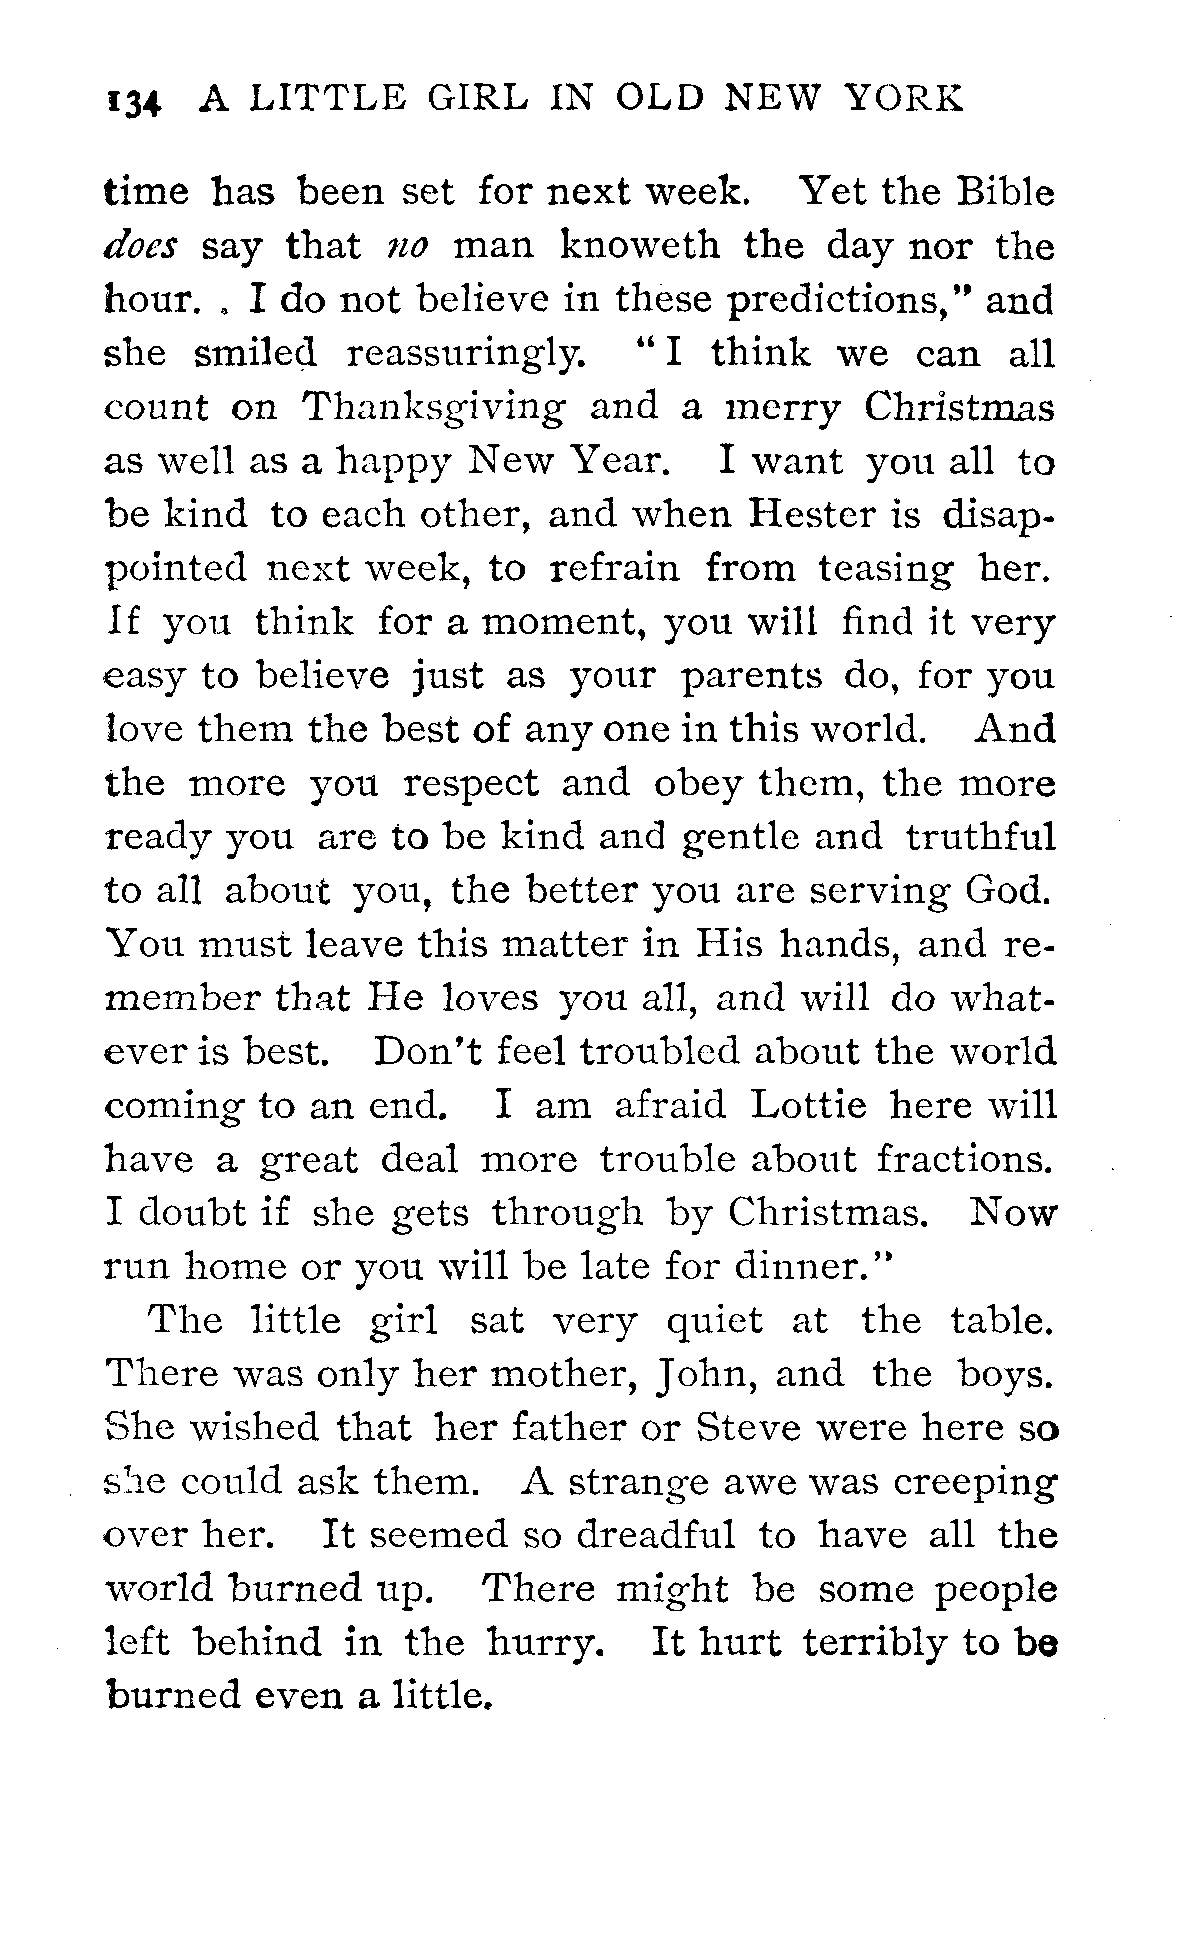 134 A LITTLE GIRL IN OLD NEW YORK
time has been set for next week. Yet the Bible
does say that no man knoweth the day nor the
hour. . I do not believe in these predictions,” and
she smiled reassuringly. “ I think we can all
count on Thanksgiving and a merry Christmas
as well as a happy New Year. I want you all to
be kind to each other, and when Hester is disap-
pointed next week, to refrain from teasing her.
If you think for a moment, you will find it very
easy to believe just as your parents do, for you
love them the best of any one in this world. And
the more you respect and obey them, the more
ready you are to be kind and gentle and truthful
to all about you, the better you are serving God.
You must leave this matter in His hands, and re-
member that He loves you all, and will do what-
ever is best. Don’t feel troubled about the world
coming to an end. I am afraid Lottie here will
have a great deal more trouble about fractions.
I doubt if she gets through by Christmas. Now
run home or you will be late for dinner.”
The little girl sat very quiet at the table.
There was only her mother, John, and the boys.
She wished that her father or Steve were here so
she could ask them. A strange awe was creeping
over her. It seemed so dreadful to have all the
world burned up. There might be some people
left behind in the hurry. It hurt terribly to be
burned even a little.